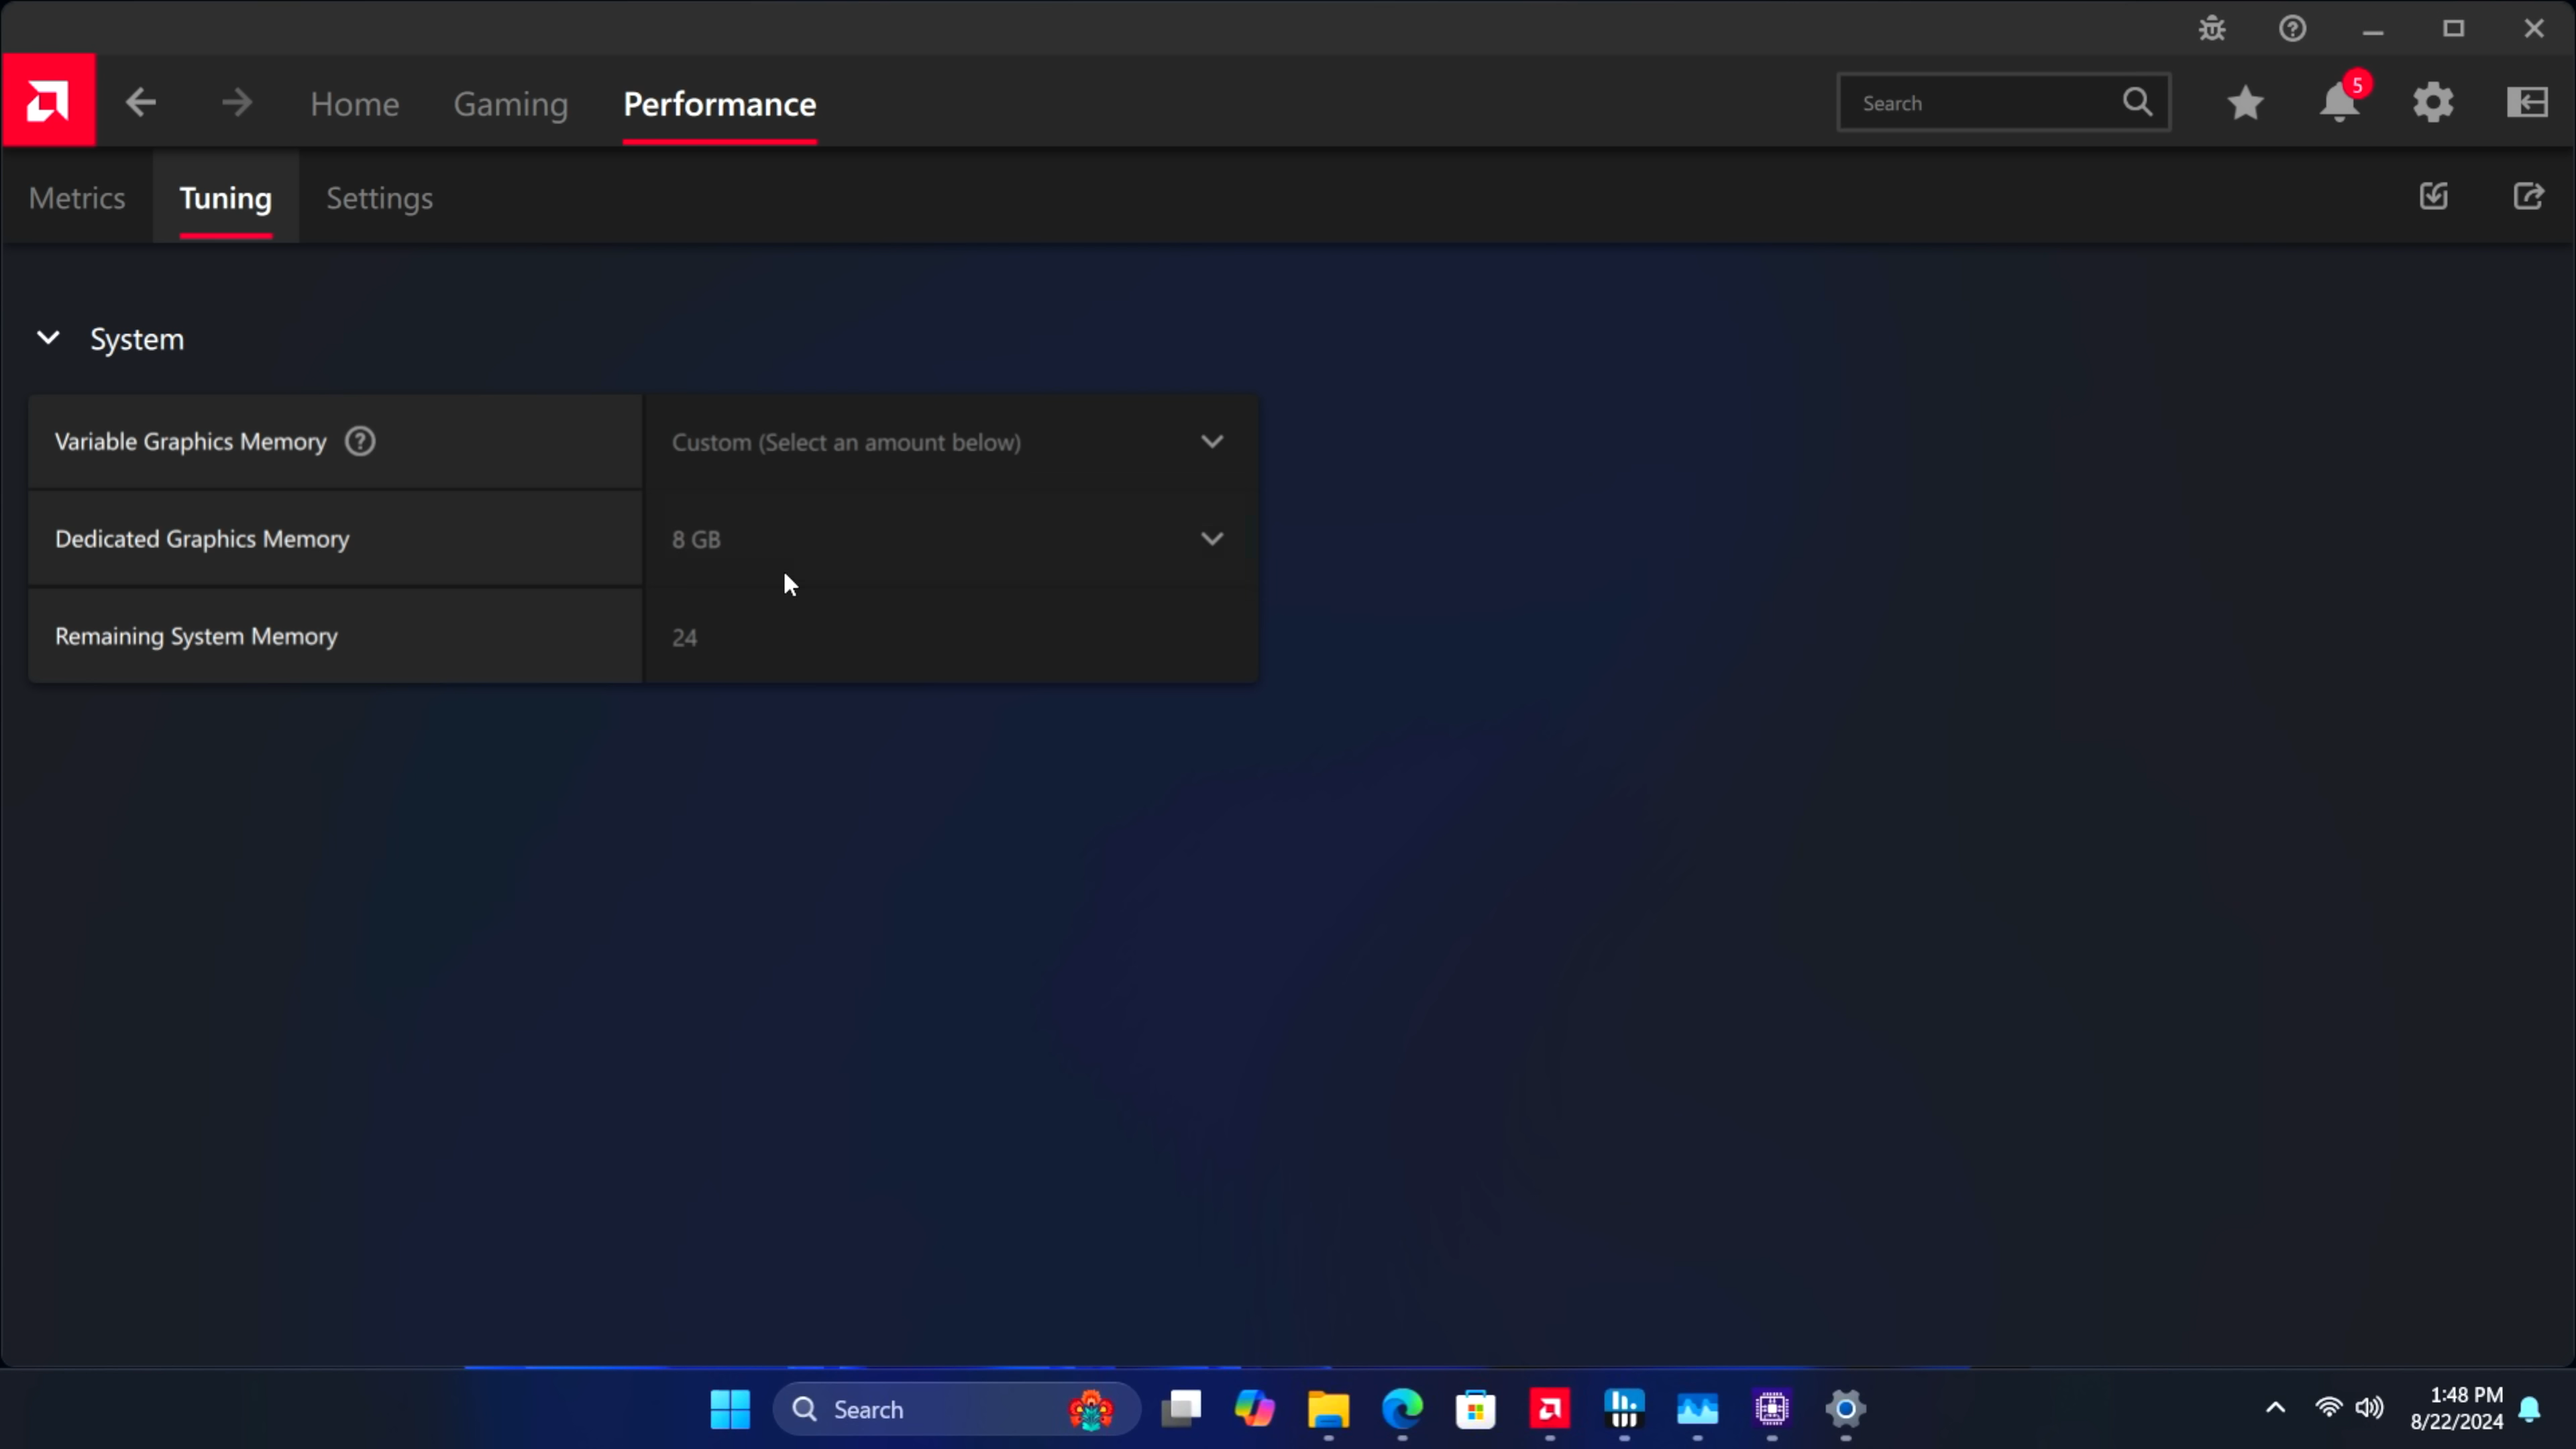 Home Gaming Performance Search 5
Metrics Tuning Settings
System
Variable Graphics Memory ? Custom (Select an amount below)
Dedicated Graphics Memory 8 GB
Remaining System Memory 24
Search
1:48 PM
8/22/2024